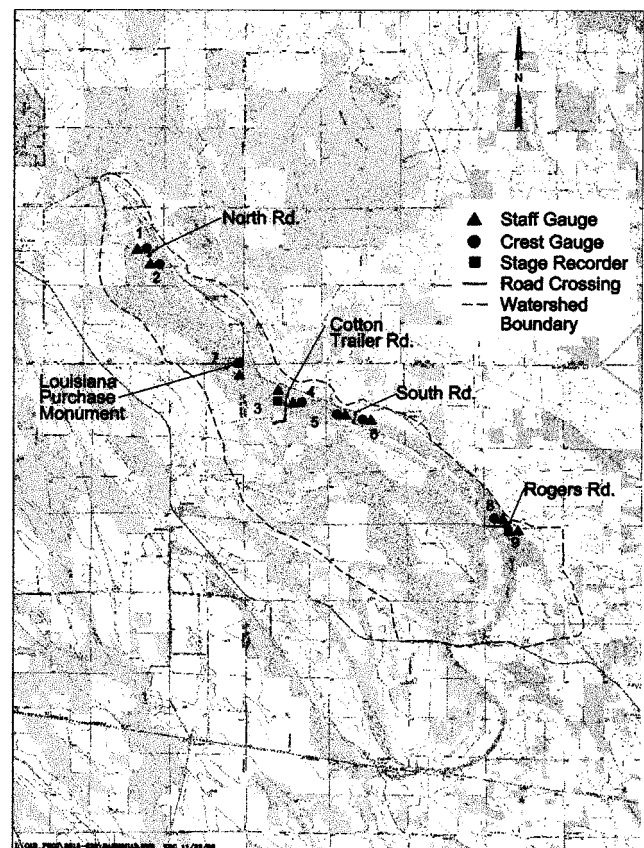 N
North Rd.
1
2
Staff Gauge
Crest Gauge
Stage Recorder
Road Crossing
Watershed
Boundary
Cotton
Trailer Rd.
7
Louisiana
Purchase
Monument
South Rd.
3
4
5
6
Rogers Rd.
8
9